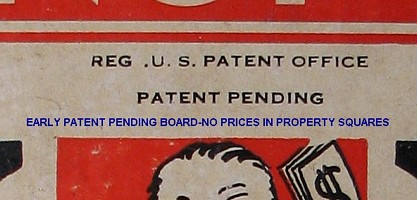 REG .U. S. PATENT OFFICE
PATENT PENDING
EARLY PATENT PENDING BOARD-NO PRICES IN PROPERTY SQUARES
$